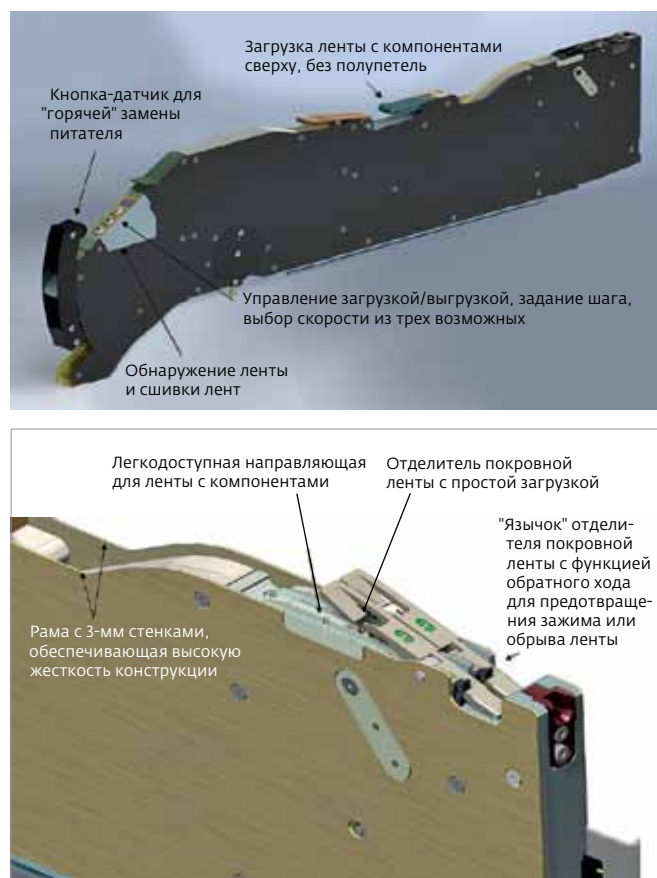 Загрузка ленты с компонентами
сверху, без полупетель
Кнопка-датчик для
"горячей" замены
питателя
Управление загрузкой/выгрузкой, задание шага,
выбор скорости из трех возможных
Обнаружение ленты
и сшивки лент
Легкодоступная направляющая
для ленты с компонентами
Отделитель покровной
ленты с простой загрузкой
"Язычок" отдели-
теля покровной
ленты с функцией
обратного хода
для предотвраще-
ния зажима или
обрыва ленты
Рама с 3-мм стенками,
обеспечивающая высокую
жесткость конструкции